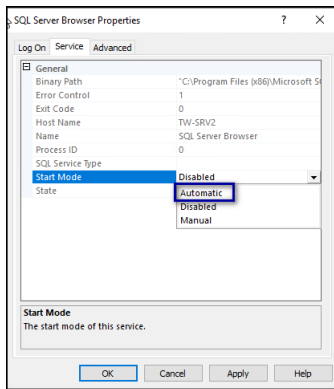 SQL Server Browser Properties ? ×
Log On Service Advanced
General
Binary Path "C:\Program Files (x86)\Microsoft S
Error Control 1
Exit Code 0
Host Name TW-SRV2
Name SQL Server Browser
Process ID 0
SQL Service Type
Start Mode Disabled
State Automatic
Disabled
Manual
Start Mode
The start mode of this service.
OK Cancel Apply Help